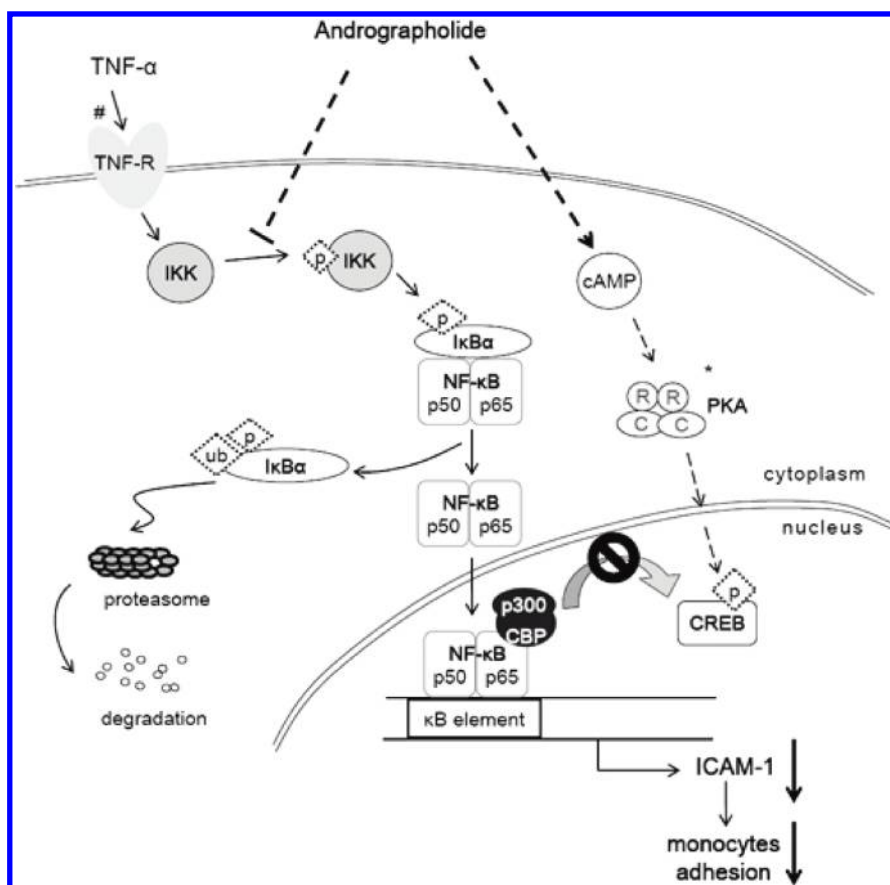 Andrographolide
TNF-α
#
TNF-R
IKK
p
IKK
cAMP
p
IκBα
NF-κB
p50 p65
*
R R
C C
PKA
p
ub
IκBα
cytoplasm
nucleus
NF-κB
p50 p65
proteasome
degradation
p300
CBP
p
CREB
NF-κB
p50 p65
κB element
ICAM-1
monocytes
adhesion